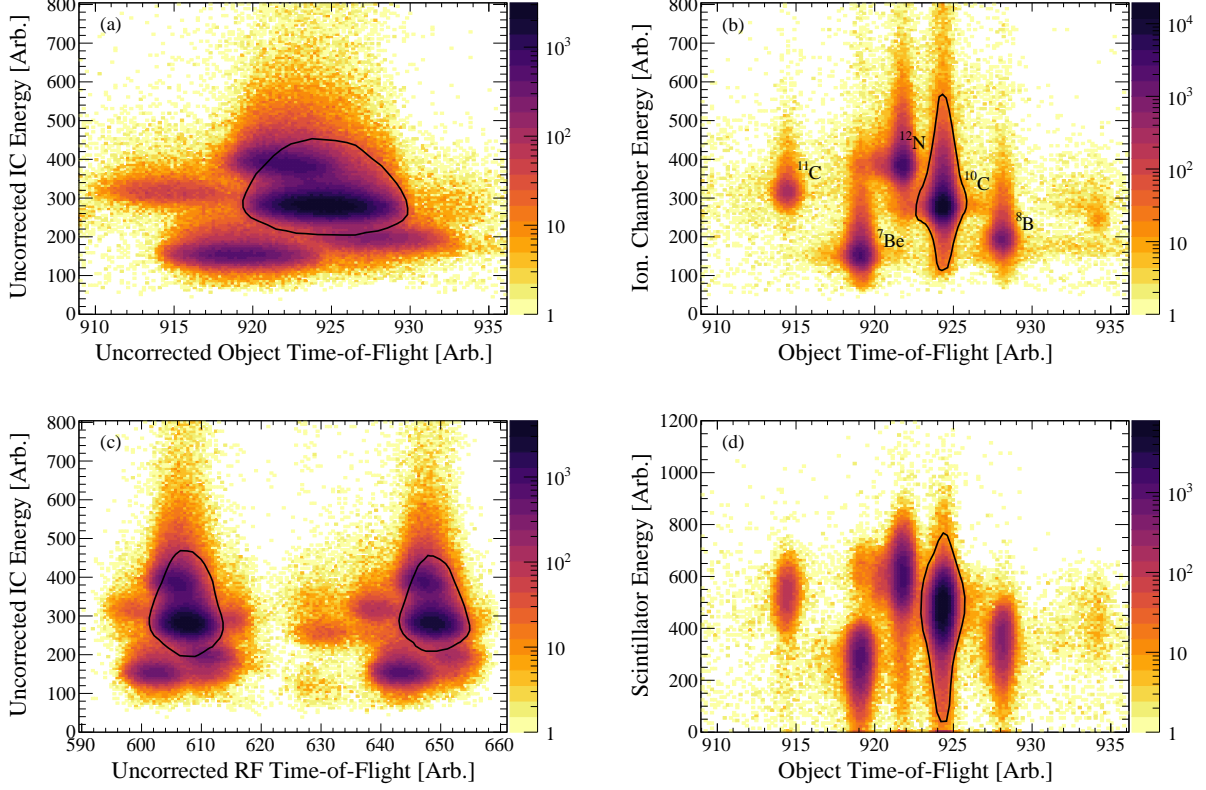 (a)
Uncorrected IC Energy [Arb.]
800
700
600
500
400
300
200
100
0
910 915 920 925 930 935
Uncorrected Object Time-of-Flight [Arb.]
10³
10²
10
1
(b)
Ion. Chamber Energy [Arb.]
800
700
600
500
400
300
200
100
0
¹¹C
¹²N
¹⁰C
⁷Be
⁸B
910 915 920 925 930 935
Object Time-of-Flight [Arb.]
10⁴
10³
10²
10
1
(c)
Uncorrected IC Energy [Arb.]
800
700
600
500
400
300
200
100
0
590 600 610 620 630 640 650 660
Uncorrected RF Time-of-Flight [Arb.]
10³
10²
10
1
(d)
Scintillator Energy [Arb.]
1200
1000
800
600
400
200
0
910 915 920 925 930 935
Object Time-of-Flight [Arb.]
10³
10²
10
1